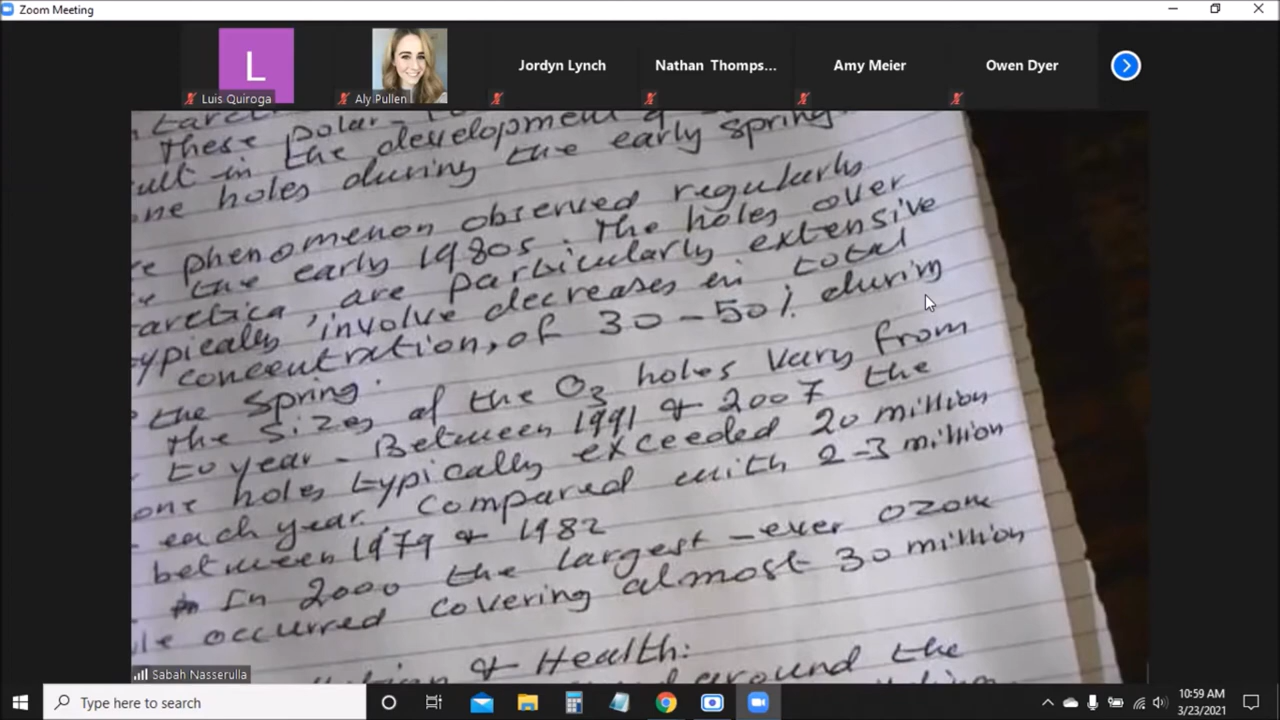 Zoom Meeting
L
Luis Quiroga
Aly Pullen
Jordyn Lynch
Nathan Thomps...
Amy Meier
Owen Dyer
These polar
in the development
holes during the early spring
phenomenon observed regularly
the early 1980s. The holes over
are particularly extensive
involve decreases in total
concentration, of 30-50% during
the spring.
The sizes of the O3 holes vary from
to year - Between 1991 & 2007 the
holes typically exceeded 20 million
each year. Compared with 2-3 million
between 1979 & 1982
In 2000 the largest-ever ozone
occurred covering almost 30 million
& Health:
around the
Sabah Nasserulla
Type here to search
10:59 AM
3/23/2021